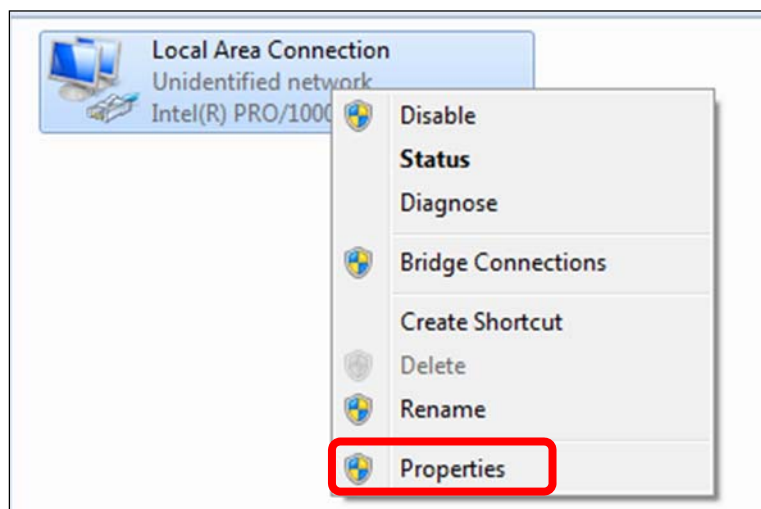 Local Area Connection
Unidentified network
Intel(R) PRO/1000
Disable
Status
Diagnose
Bridge Connections
Create Shortcut
Delete
Rename
Properties